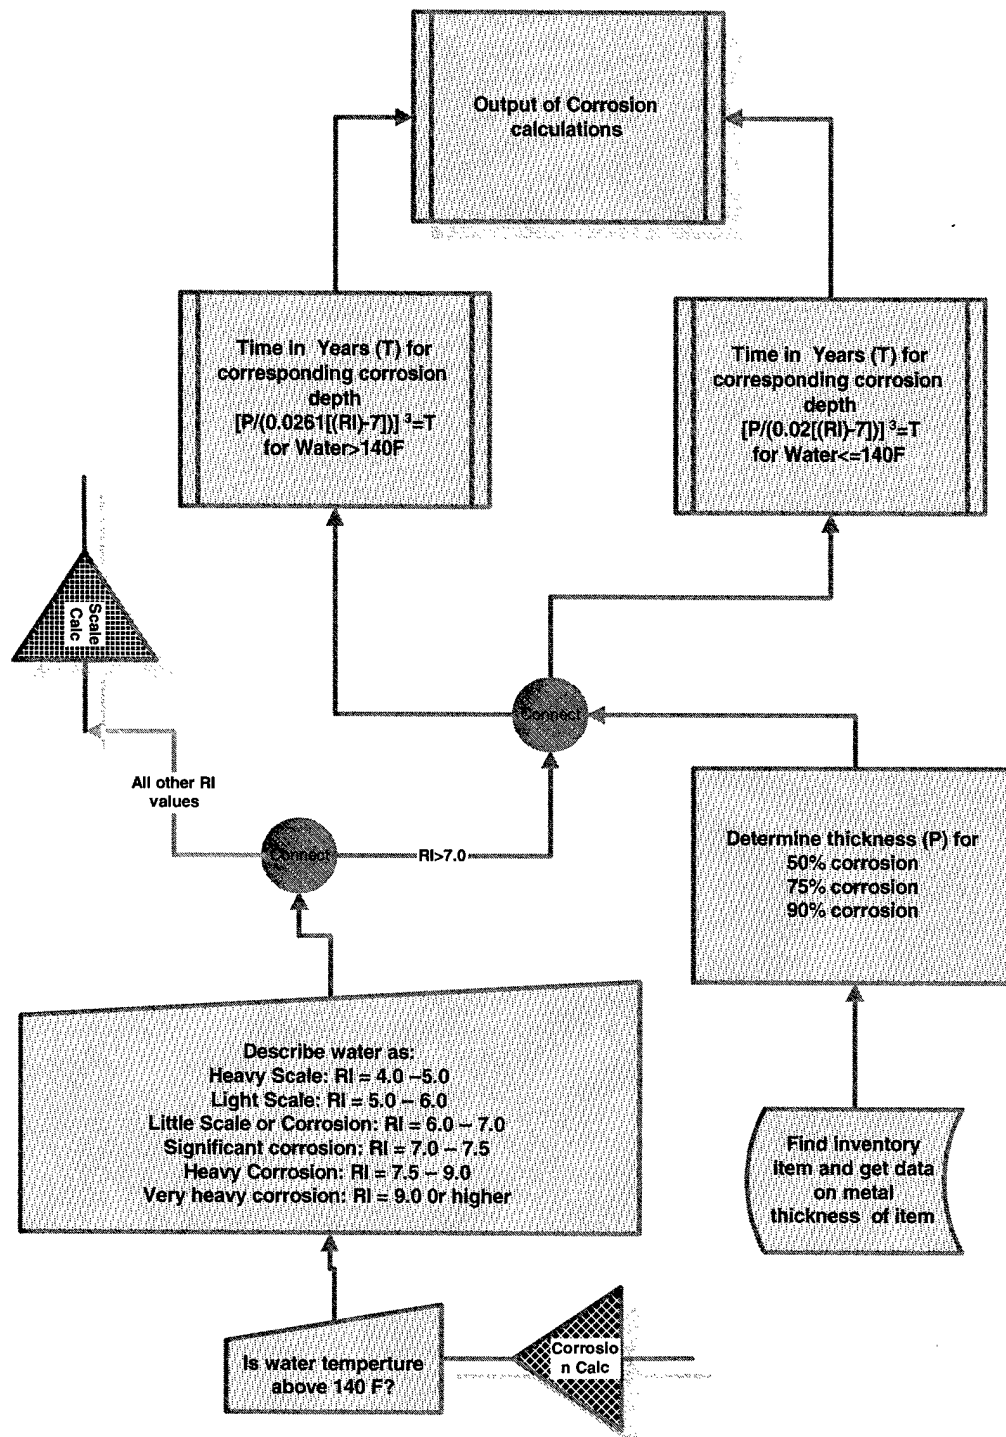 Output of Corrosion
calculations
Time in Years (T) for
corresponding corrosion
depth
[P/(0.0261[(RI)-7])] ³=T
for Water>140F
Time in Years (T) for
corresponding corrosion
depth
[P/(0.02[(RI)-7])] ³=T
for Water<=140F
Scale
Calc
Connect
All other RI
values
Connect
RI>7.0
Determine thickness (P) for
50% corrosion
75% corrosion
90% corrosion
Describe water as:
Heavy Scale: RI = 4.0 –5.0
Light Scale: RI = 5.0 – 6.0
Little Scale or Corrosion: RI = 6.0 – 7.0
Significant corrosion: RI = 7.0 – 7.5
Heavy Corrosion: RI = 7.5 – 9.0
Very heavy corrosion: RI = 9.0 0r higher
Find inventory
item and get data
on metal
thickness of item
Is water temperture
above 140 F?
Corrosio
n Calc